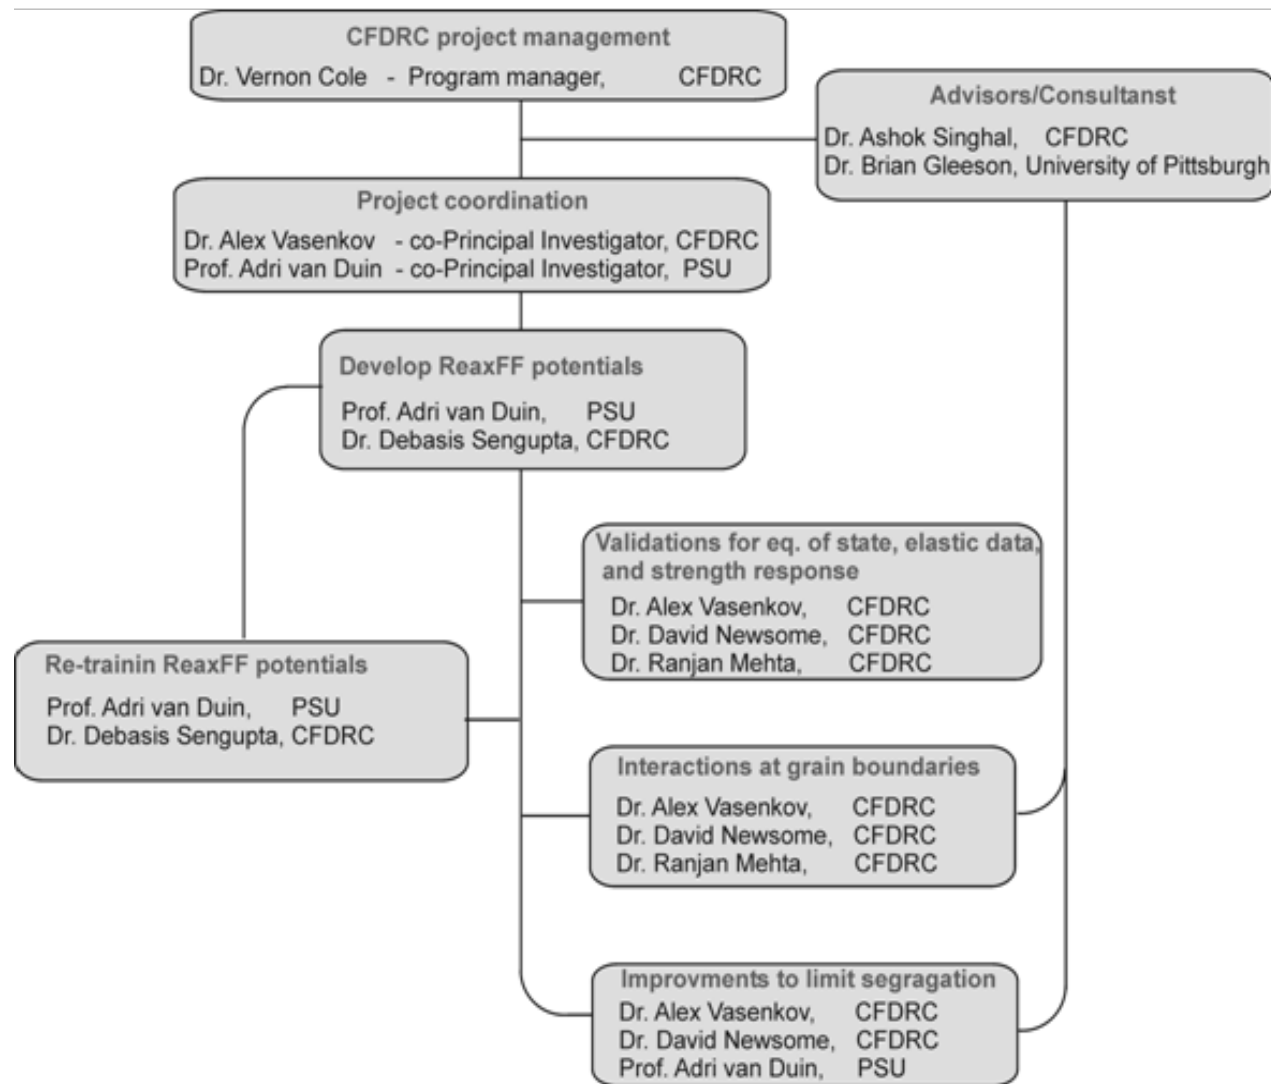 CFDRC project management
Dr. Vernon Cole - Program manager, CFDRC
Advisors/Consultanst
Dr. Ashok Singhal, CFDRC
Dr. Brian Gleeson, University of Pittsburgh
Project coordination
Dr. Alex Vasenkov - co-Principal Investigator, CFDRC
Prof. Adri van Duin - co-Principal Investigator, PSU
Develop ReaxFF potentials
Prof. Adri van Duin, PSU
Dr. Debasis Sengupta, CFDRC
Validations for eq. of state, elastic data,
and strength response
Dr. Alex Vasenkov, CFDRC
Dr. David Newsome, CFDRC
Dr. Ranjan Mehta, CFDRC
Re-trainin ReaxFF potentials
Prof. Adri van Duin, PSU
Dr. Debasis Sengupta, CFDRC
Interactions at grain boundaries
Dr. Alex Vasenkov, CFDRC
Dr. David Newsome, CFDRC
Dr. Ranjan Mehta, CFDRC
Improvments to limit segragation
Dr. Alex Vasenkov, CFDRC
Dr. David Newsome, CFDRC
Prof. Adri van Duin, PSU